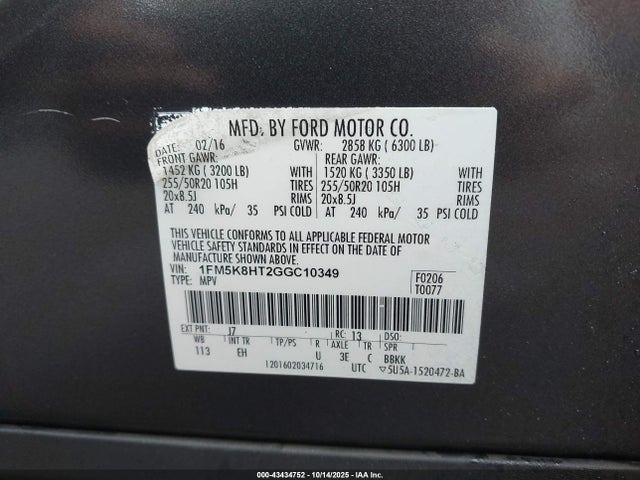 MFD. BY FORD MOTOR CO.
DATE: 02/16 GVWR: 2858 KG ( 6300 LB)
FRONT GAWR: REAR GAWR:
1452 KG ( 3200 LB) WITH 1520 KG ( 3350 LB) WITH
255/50R20 105H TIRES 255/50R20 105H TIRES
20x8.5J RIMS 20x8.5J RIMS
AT 240 kPa/ 35 PSI COLD AT 240 kPa/ 35 PSI COLD
THIS VEHICLE CONFORMS TO ALL APPLICABLE FEDERAL MOTOR
VEHICLE SAFETY STANDARDS IN EFFECT ON THE DATE OF
MANUFACTURE SHOWN ABOVE.
VIN: 1FM5K8HT2GGC10349 F0206
TYPE: MPV T0077
EXT PNT: J7 RC: 13 DSO:
WB INT TR TP/PS R AXLE TR SPR
113 EH U 3E C BBKK
1201602034716 UTC ▽5U5A-1520472-BA
000-43434752 | 10/14/2025 | IAA Inc.